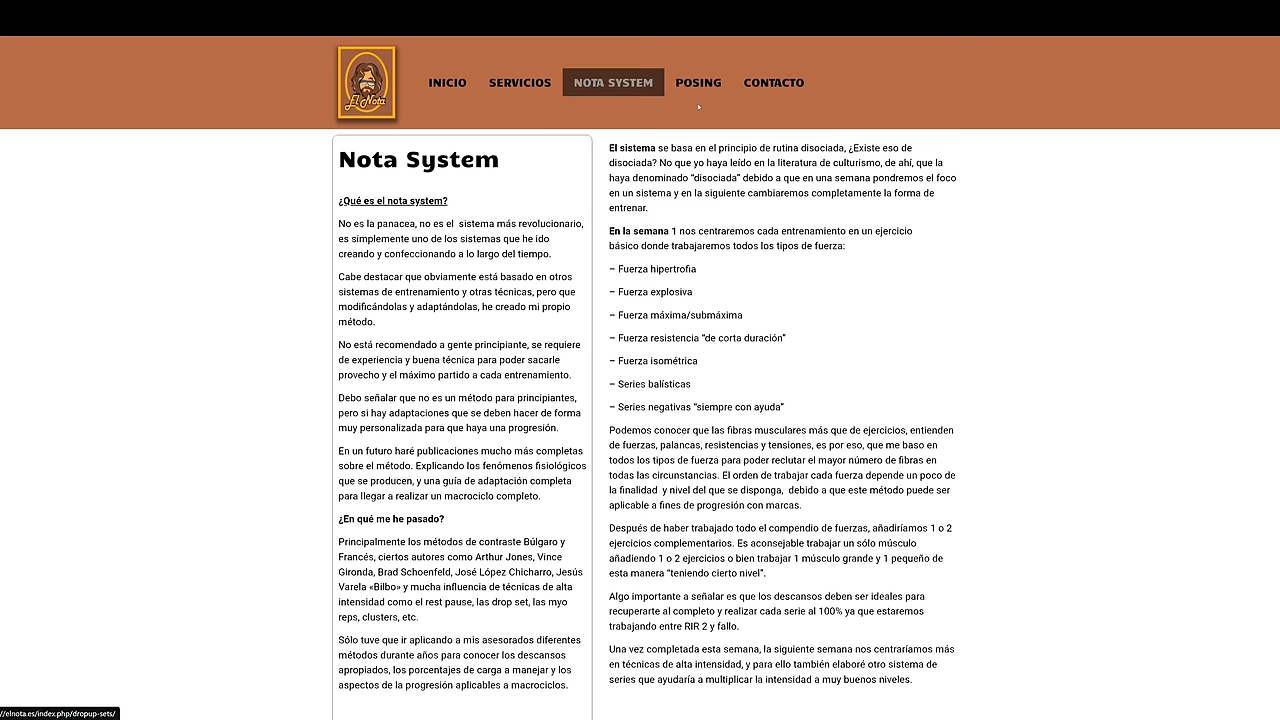 El Nota
INICIO SERVICIOS NOTA SYSTEM POSING CONTACTO
Nota System
¿Qué es el nota system?
No es la panacea, no es el  sistema más revolucionario,
es simplemente uno de los sistemas que he ido
creando y confeccionando a lo largo del tiempo.
Cabe destacar que obviamente está basado en otros
sistemas de entrenamiento y otras técnicas, pero que
modificándolas y adaptándolas, he creado mi propio
método.
No está recomendado a gente principiante, se requiere
de experiencia y buena técnica para poder sacarle
provecho y el máximo partido a cada entrenamiento.
Debo señalar que no es un método para principiantes,
pero si hay adaptaciones que se deben hacer de forma
muy personalizada para que haya una progresión.
En un futuro haré publicaciones mucho más completas
sobre el método. Explicando los fenómenos fisiológicos
que se producen, y una guía de adaptación completa
para llegar a realizar un macrociclo completo.
¿En qué me he pasado?
Principalmente los métodos de contraste Búlgaro y
Francés, ciertos autores como Arthur Jones, Vince
Gironda, Brad Schoenfeld, José López Chicharro, Jesús
Varela «Bilbo» y mucha influencia de técnicas de alta
intensidad como el rest pause, las drop set, las myo
reps, clusters, etc.
Sólo tuve que ir aplicando a mis asesorados diferentes
métodos durante años para conocer los descansos
apropiados, los porcentajes de carga a manejar y los
aspectos de la progresión aplicables a macrociclos.
El sistema se basa en el principio de rutina disociada, ¿Existe eso de
disociada? No que yo haya leído en la literatura de culturismo, de ahí, que la
haya denominado “disociada” debido a que en una semana pondremos el foco
en un sistema y en la siguiente cambiaremos completamente la forma de
entrenar.
En la semana 1 nos centraremos cada entrenamiento en un ejercicio
básico donde trabajaremos todos los tipos de fuerza:
– Fuerza hipertrofia
– Fuerza explosiva
– Fuerza máxima/submáxima
– Fuerza resistencia “de corta duración”
– Fuerza isométrica
– Series balísticas
– Series negativas “siempre con ayuda”
Podemos conocer que las fibras musculares más que de ejercicios, entienden
de fuerzas, palancas, resistencias y tensiones, es por eso, que me baso en
todos los tipos de fuerza para poder reclutar el mayor número de fibras en
todas las circunstancias. El orden de trabajar cada fuerza depende un poco de
la finalidad  y nivel del que se disponga,  debido a que este método puede ser
aplicable a fines de progresión con marcas.
Después de haber trabajado todo el compendio de fuerzas, añadiríamos 1 o 2
ejercicios complementarios. Es aconsejable trabajar un sólo músculo
añadiendo 1 o 2 ejercicios o bien trabajar 1 músculo grande y 1 pequeño de
esta manera “teniendo cierto nivel”.
Algo importante a señalar es que los descansos deben ser ideales para
recuperarte al completo y realizar cada serie al 100% ya que estaremos
trabajando entre RIR 2 y fallo.
Una vez completada esta semana, la siguiente semana nos centraríamos más
en técnicas de alta intensidad, y para ello también elaboré otro sistema de
series que ayudaría a multiplicar la intensidad a muy buenos niveles.
//elnota.es/index.php/dropup-sets/